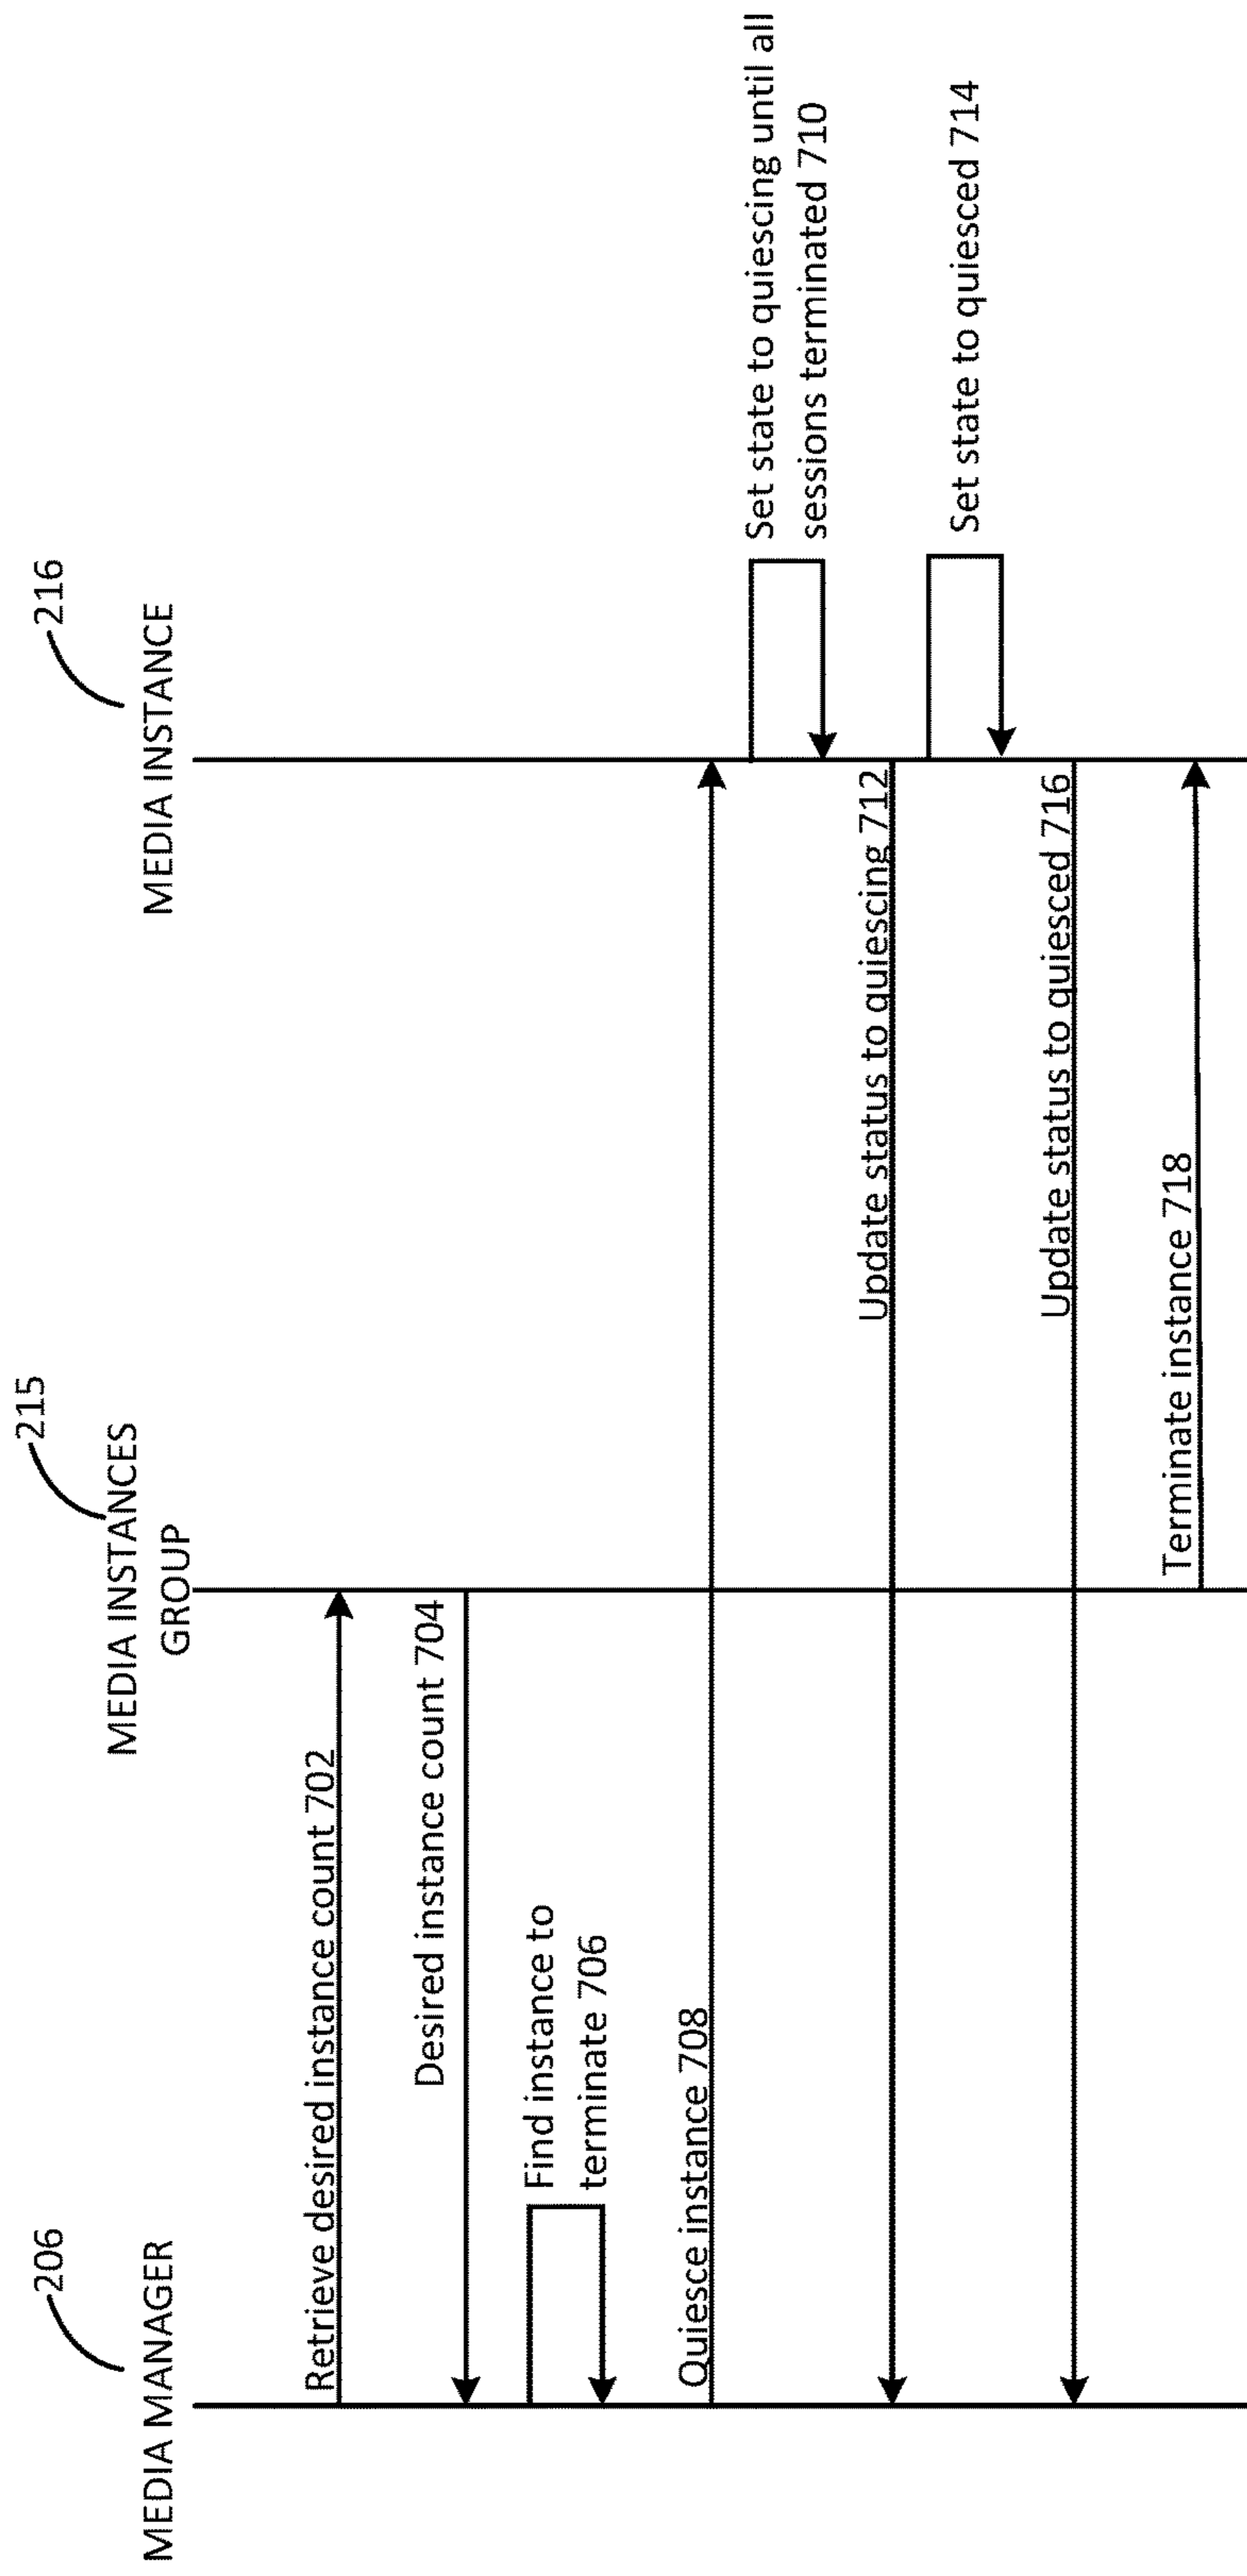 206
MEDIA MANAGER
215
MEDIA INSTANCES
GROUP
216
MEDIA INSTANCE
Retrieve desired instance count 702
Desired instance count 704
Find instance to
terminate 706
Quiesce instance 708
Set state to quiescing until all
sessions terminated 710
Update status to quiescing 712
Set state to quiesced 714
Update status to quiesced 716
Terminate instance 718